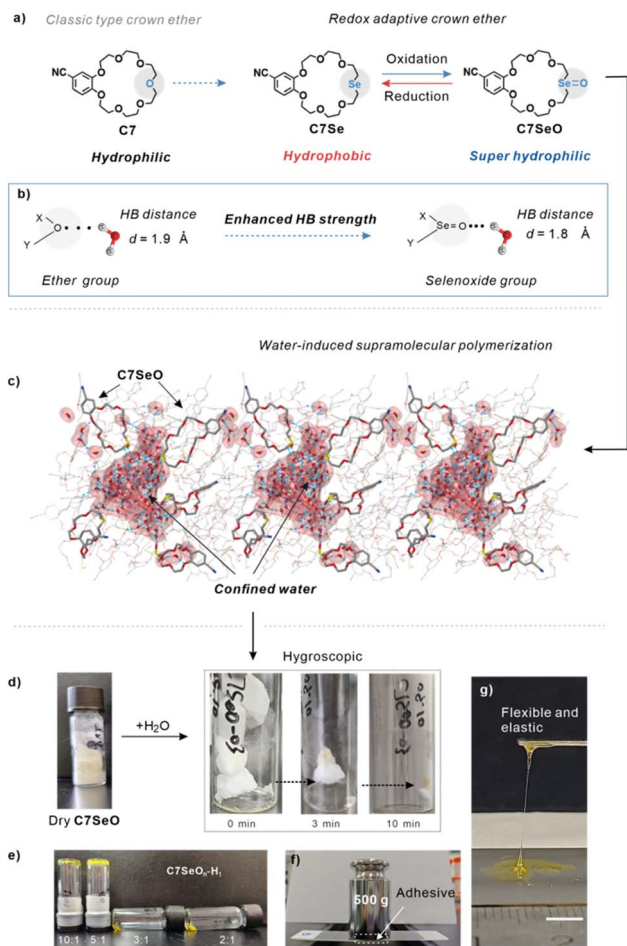 a)
Classic type crown ether
Redox adaptive crown ether
NC
O
O
O
O
O
O
O
C7
Hydrophilic
NC
O
O
O
O
O
O
Se
C7Se
Hydrophobic
Oxidation
Reduction
NC
O
O
O
O
O
O
Se=O
C7SeO
Super hydrophilic
b)
X
Y
O
HB distance
d = 1.9 Å
Ether group
Enhanced HB strength
X
Y
Se=O
HB distance
d = 1.8 Å
Selenoxide group
Water-induced supramolecular polymerization
c)
C7SeO
Confined water
d)
Dry C7SeO
+H₂O
Hygroscopic
0 min
3 min
10 min
e)
C7SeOₙ-H₁
10:1 5:1 3:1 2:1
f)
500 g
Adhesive
g)
Flexible and
elastic